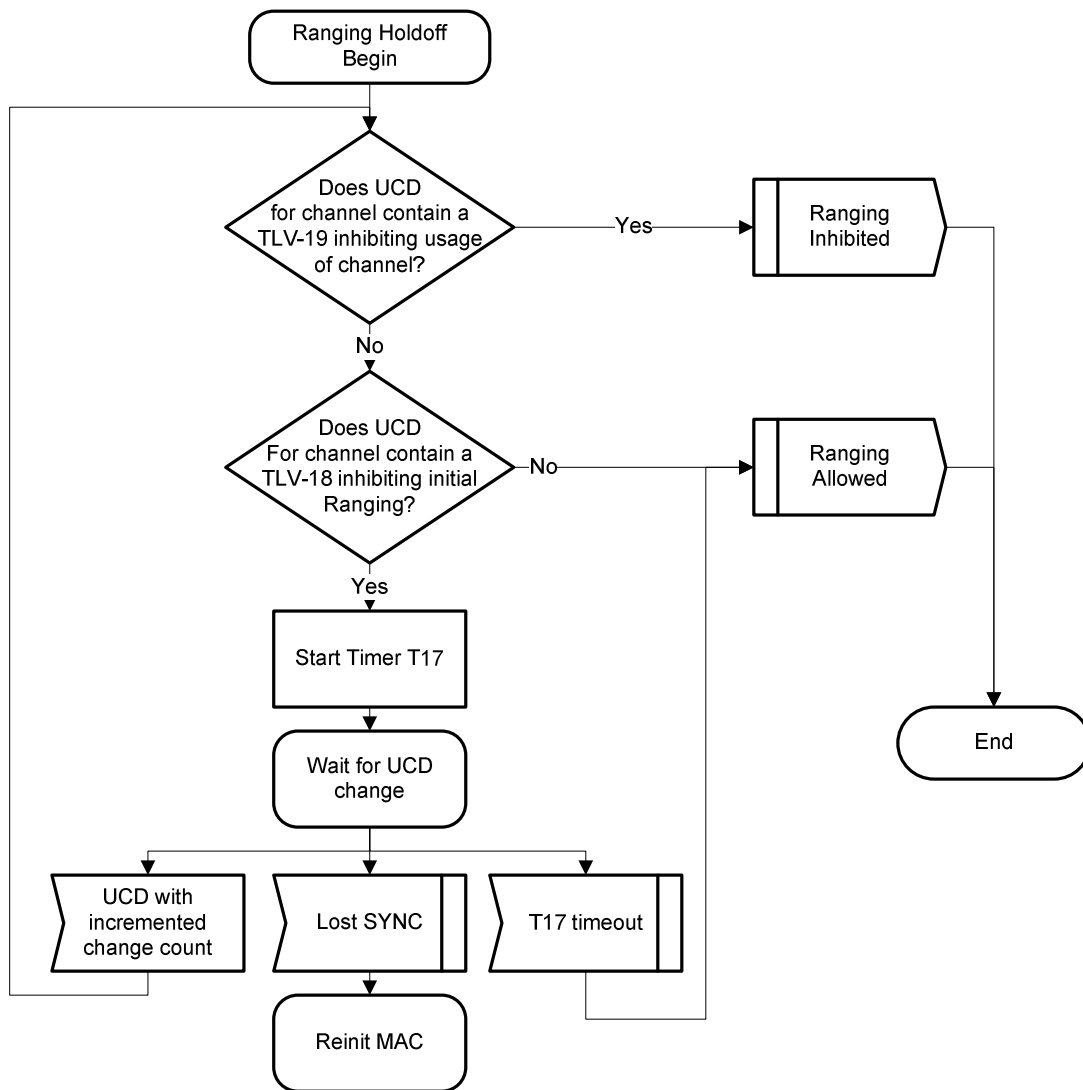 Ranging Holdoff
Begin
Does UCD
for channel contain a
TLV-19 inhibiting usage
of channel?
Yes
Ranging
Inhibited
No
Does UCD
For channel contain a
TLV-18 inhibiting initial
Ranging?
No
Ranging
Allowed
Yes
Start Timer T17
End
Wait for UCD
change
UCD with
incremented
change count
Lost SYNC
T17 timeout
Reinit MAC